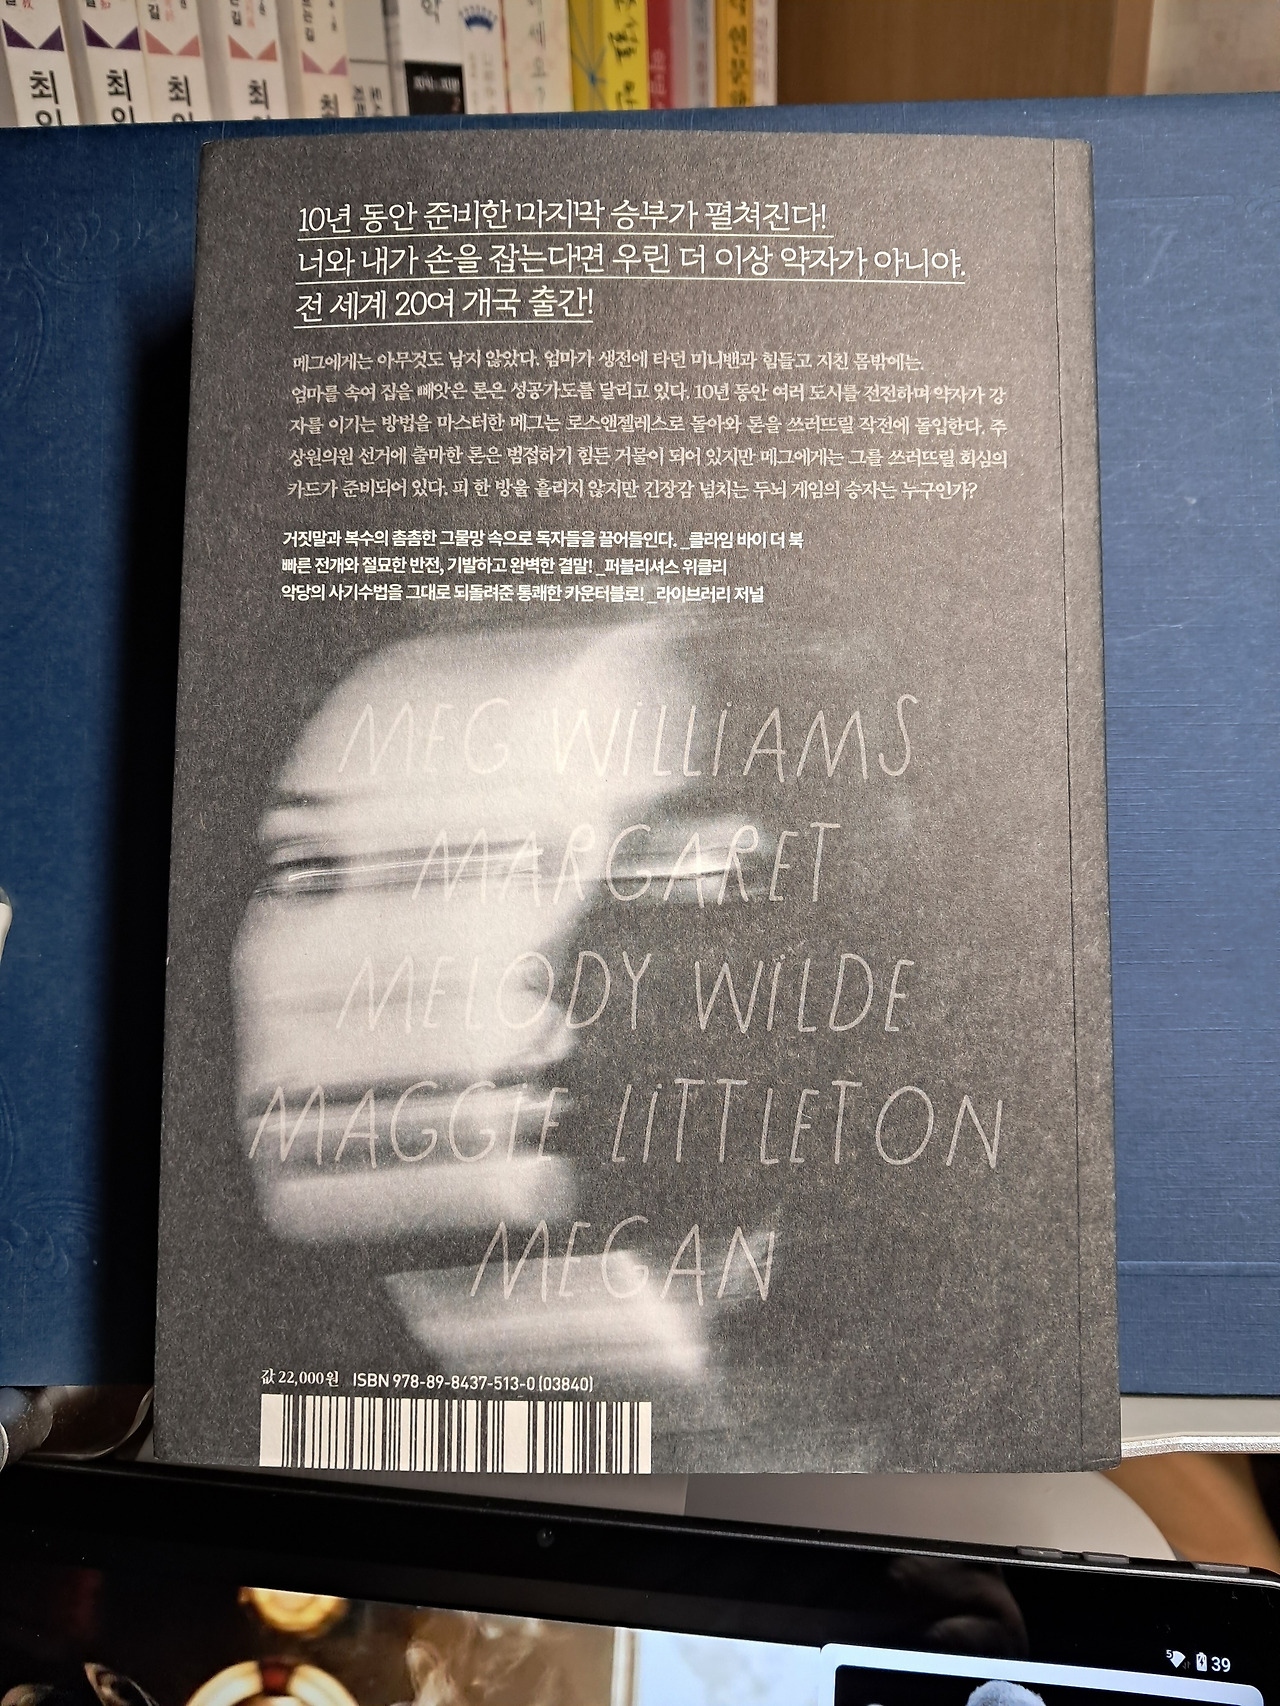 최인
최인
최인
최인
최인
10년 동안 준비한 마지막 승부가 펼쳐진다!
너와 내가 손을 잡는다면 우린 더 이상 약자가 아니야.
전 세계 20여 개국 출간!
메그에게는 아무것도 남지 않았다. 엄마가 생전에 타던 미니밴과 힘들고 지친 몸밖에는.
엄마를 속여 집을 빼앗은 론은 성공가도를 달리고 있다. 10년 동안 여러 도시를 전전하며 약자가 강
자를 이기는 방법을 마스터한 메그는 로스앤젤레스로 돌아와 론을 쓰러뜨릴 작전에 돌입한다. 주
상원의원 선거에 출마한 론은 범접하기 힘든 거물이 되어 있지만 메그에게는 그를 쓰러뜨릴 회심의
카드가 준비되어 있다. 피 한 방울 흘리지 않지만 긴장감 넘치는 두뇌 게임의 승자는 누구인가?
거짓말과 복수의 촘촘한 그물망 속으로 독자들을 끌어들인다. _클라임 바이 더 북
빠른 전개와 절묘한 반전, 기발하고 완벽한 결말! _퍼블리셔스 위클리
악당의 사기수법을 그대로 되돌려준 통쾌한 카운터블로! _라이브러리 저널
MEG WiLLiAMS
MARGARET
MELODY WiLDE
MAGGiE LiTTLETON
MEGAN
값 22,000원 ISBN 978-89-8437-513-0 (03840)
39